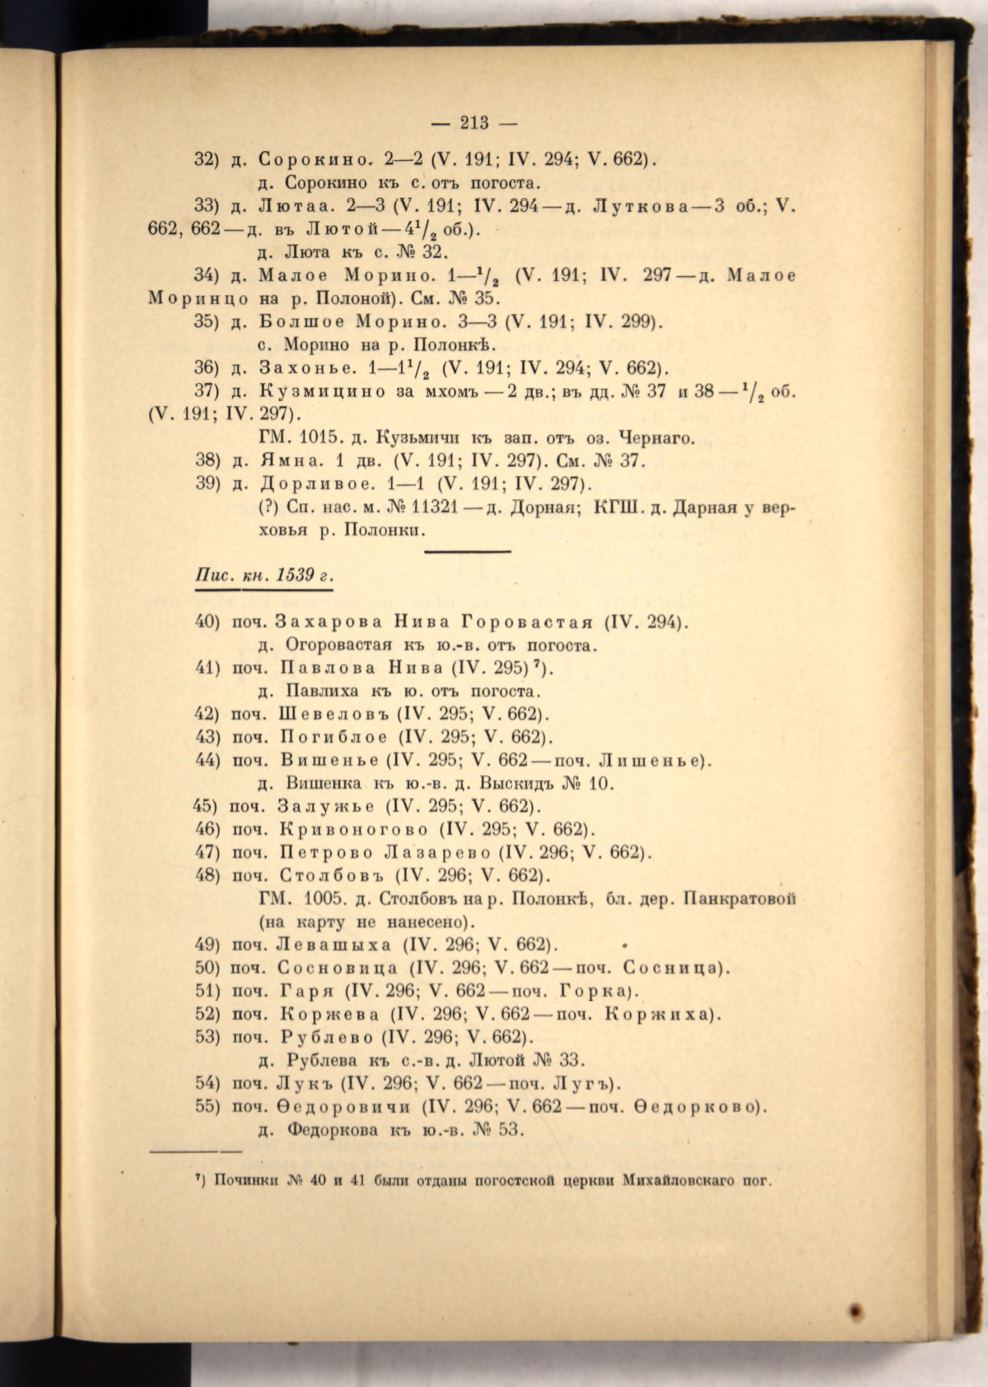 — 213 —
32) д. Сорокино. 2—2 (V. 191; IV. 294; V. 662).
д. Сорокино къ с. отъ погоста.
33) д. Лютаа. 2—3 (V. 191; IV. 294 — д. Луткова — 3 об.; V.
662, 662 — д. въ Лютой — 4¹/₂ об.).
д. Люта къ с. № 32.
34) д. Малое Морино. 1—¹/₂ (V. 191; IV. 297 — д. Малое
Моринцо на р. Полоной). См. № 35.
35) д. Болшое Морино. 3—3 (V. 191; IV. 299).
с. Морино на р. Полонкѣ.
36) д. Захонье. 1—1¹/₂ (V. 191; IV. 294; V. 662).
37) д. Кузмицино за мхомъ — 2 дв.; въ дд. № 37 и 38 — ¹/₂ об.
(V. 191; IV. 297).
ГМ. 1015. д. Кузьмичи къ зап. отъ оз. Чернаго.
38) д. Ямна. 1 дв. (V. 191; IV. 297). См. № 37.
39) д. Дорливое. 1—1 (V. 191; IV. 297).
(?) Сп. нас. м. № 11321 — д. Дорная; КГШ. д. Дарная у вер-
ховья р. Полонки.
Пис. кн. 1539 г.
40) поч. Захарова Нива Горовастая (IV. 294).
д. Огоровастая къ ю.-в. отъ погоста.
41) поч. Павлова Нива (IV. 295) ⁷).
д. Павлиха къ ю. отъ погоста.
42) поч. Шевеловъ (IV. 295; V. 662).
43) поч. Погиблое (IV. 295; V. 662).
44) поч. Вишенье (IV. 295; V. 662 — поч. Лишенье).
д. Вишенка къ ю.-в. д. Выскидъ № 10.
45) поч. Залужье (IV. 295; V. 662).
46) поч. Кривоногово (IV. 295; V. 662).
47) поч. Петрово Лазарево (IV. 296; V. 662).
48) поч. Столбовъ (IV. 296; V. 662).
ГМ. 1005. д. Столбовъ на р. Полонкѣ, бл. дер. Панкратовой
(на карту не нанесено).
49) поч. Левашыха (IV. 296; V. 662).
50) поч. Сосновица (IV. 296; V. 662 — поч. Сосница).
51) поч. Гаря (IV. 296; V. 662 — поч. Горка).
52) поч. Коржева (IV. 296; V. 662 — поч. Коржиха).
53) поч. Рублево (IV. 296; V. 662).
д. Рублева къ с.-в. д. Лютой № 33.
54) поч. Лукъ (IV. 296; V. 662 — поч. Лугъ).
55) поч. Ѳедоровичи (IV. 296; V. 662 — поч. Ѳедорково).
д. Федоркова къ ю.-в. № 53.
⁷) Починки № 40 и 41 были отданы погостской церкви Михайловскаго пог.